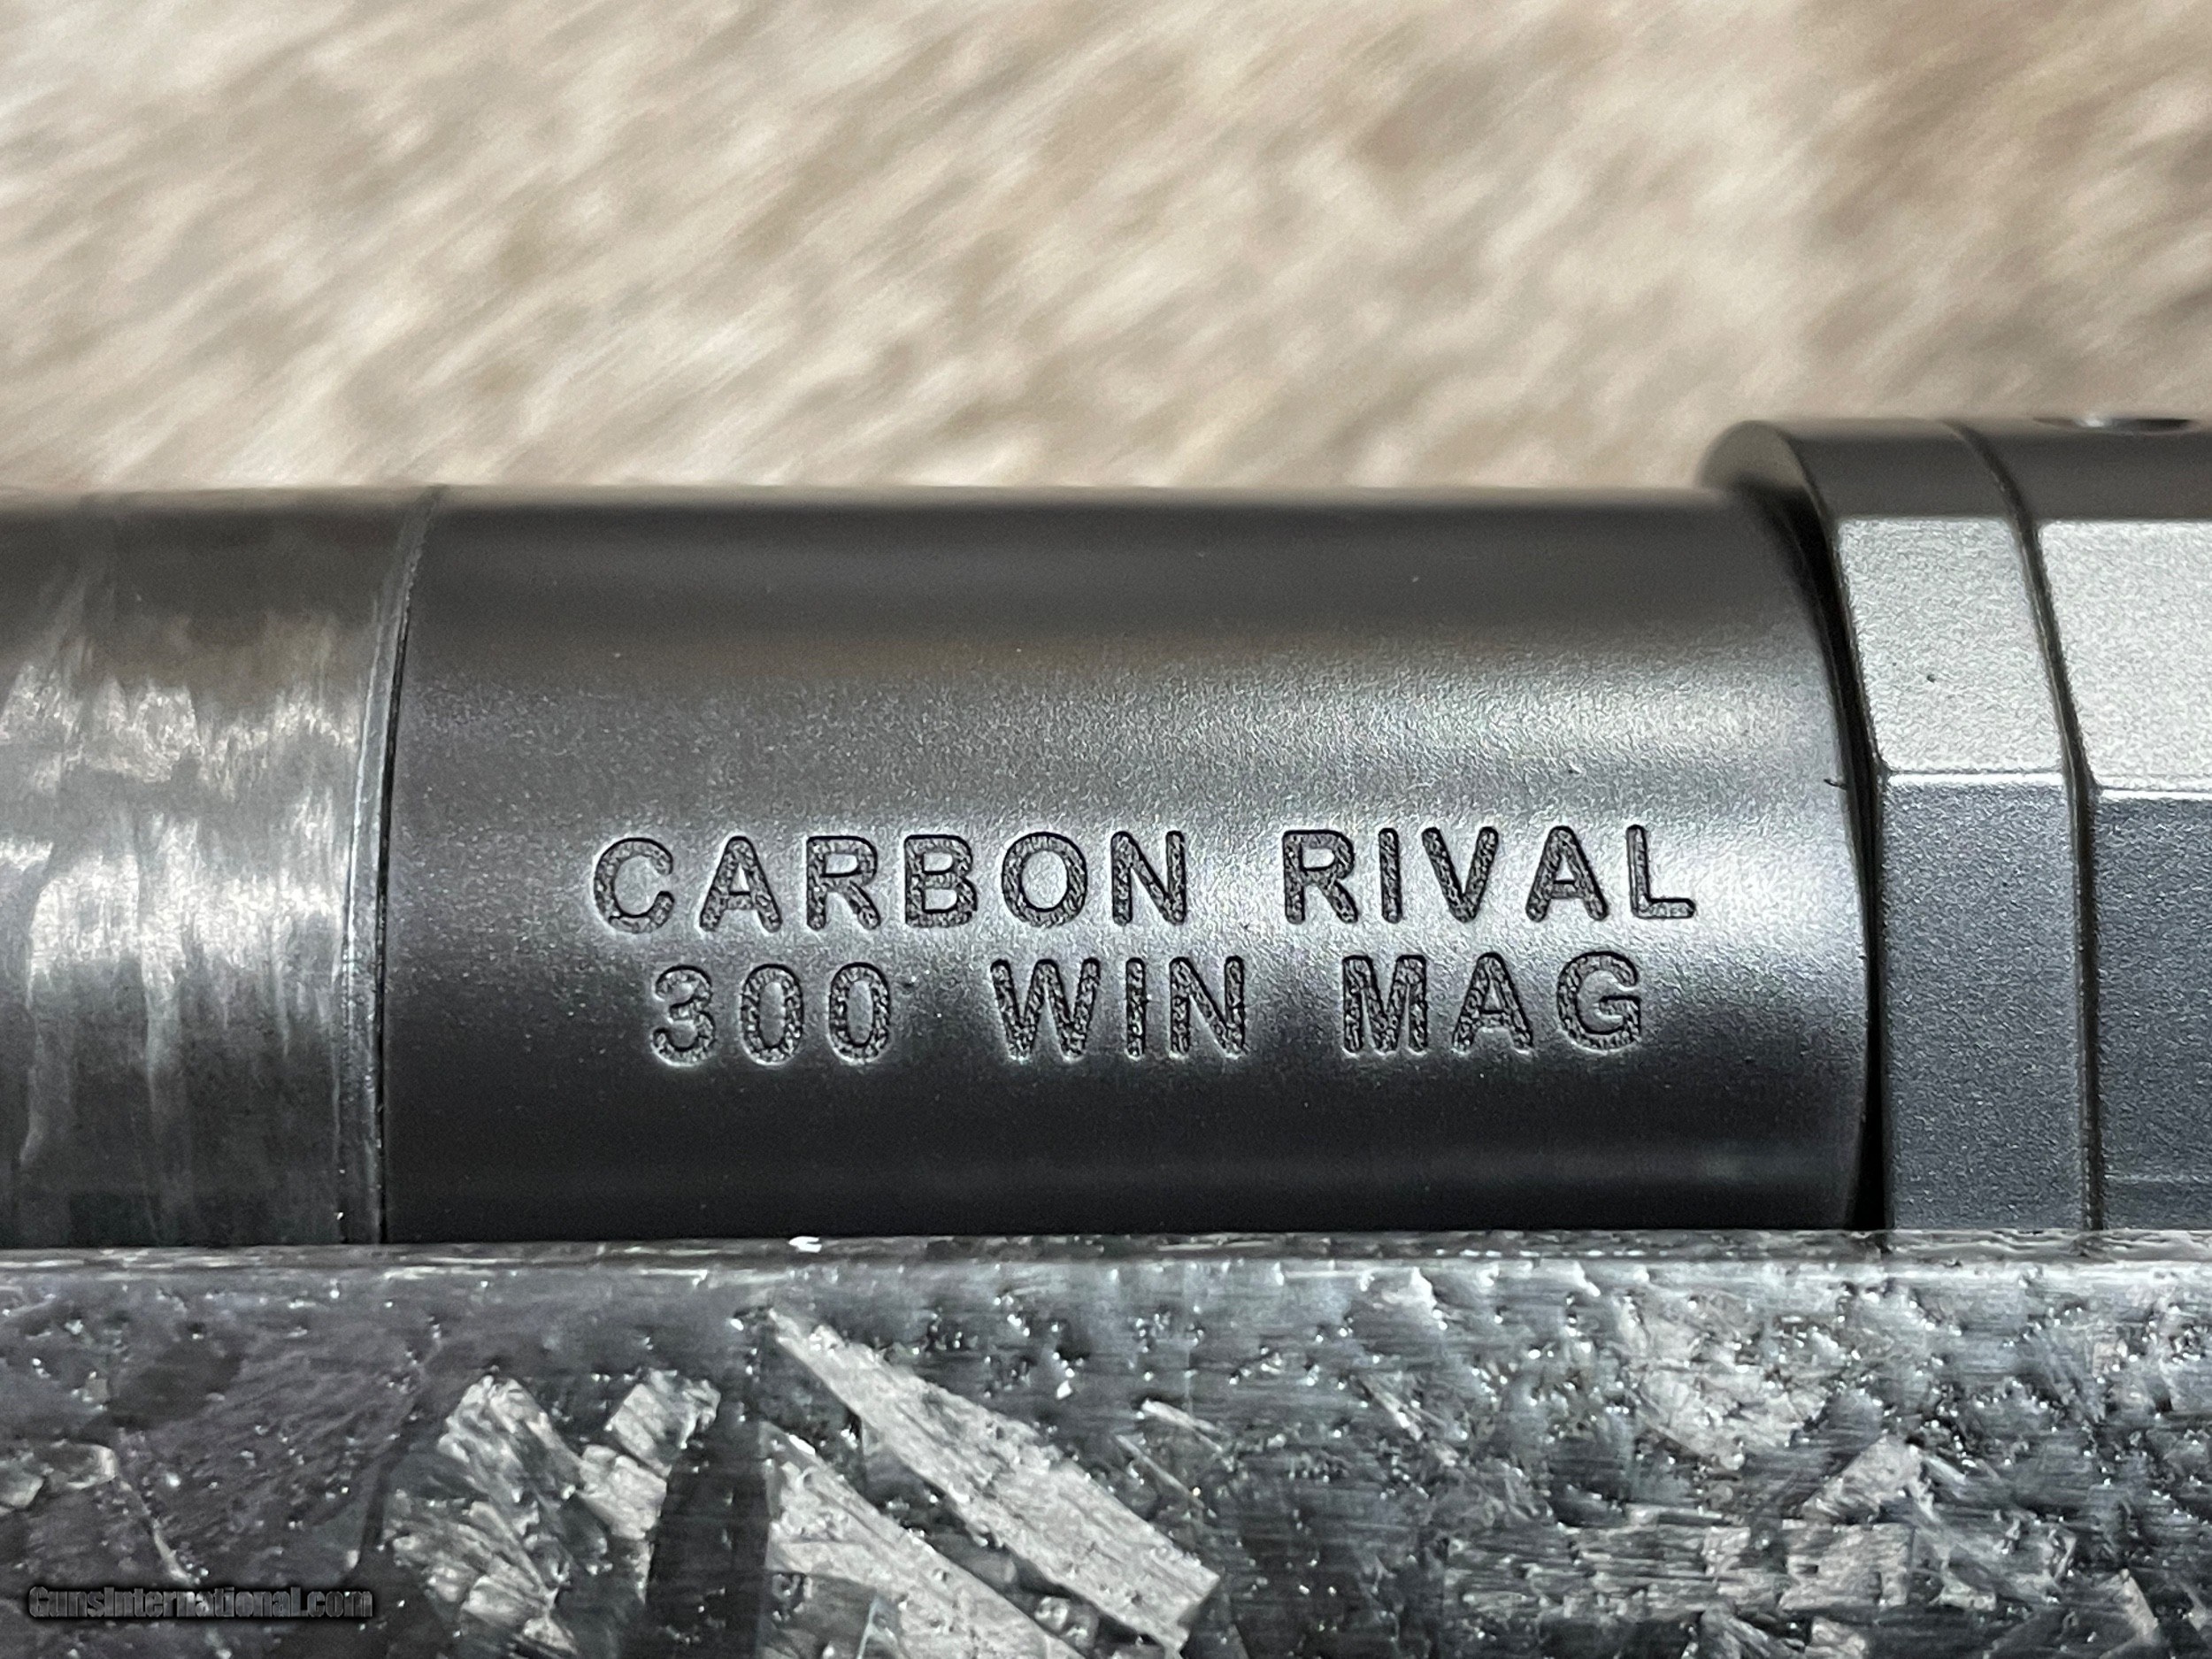 CARBON RIVAL
300 WIN MAG
GunsInternational.com